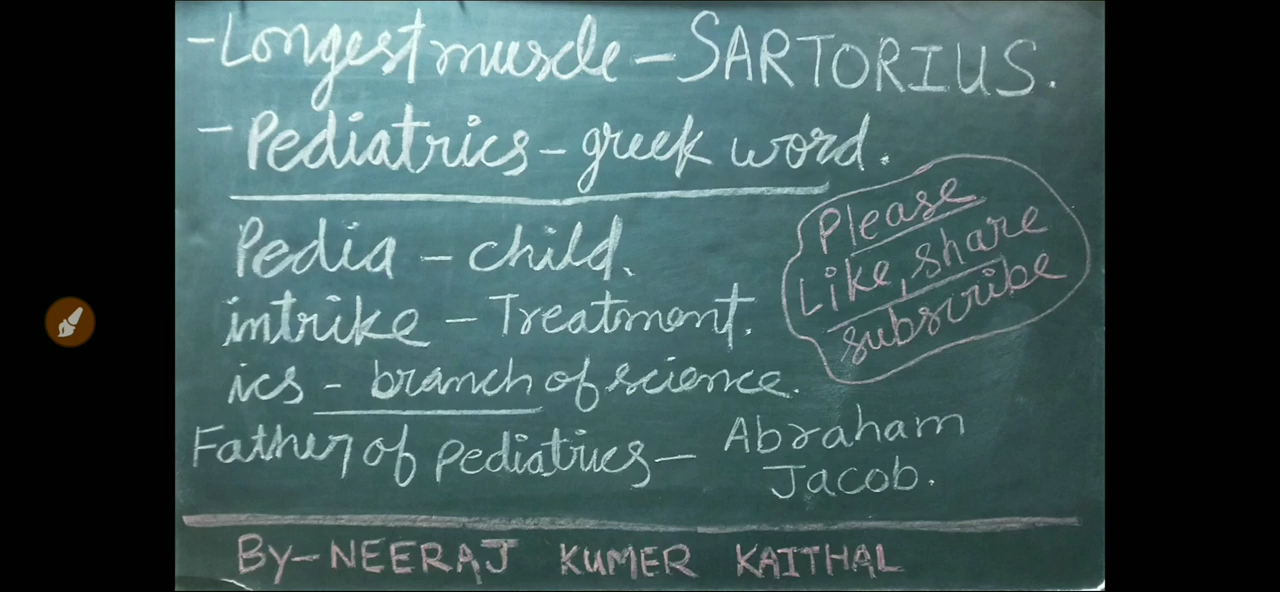 - Longest muscle - SARTORIUS.
- Pediatrics - greek word.
Pedia - child.
intrike - Treatment.
ics - branch of science.
Father of pediatrics - Abraham
Jacob.
Please
Like, share
subscribe
By - NEERAJ KUMER KAITHAL